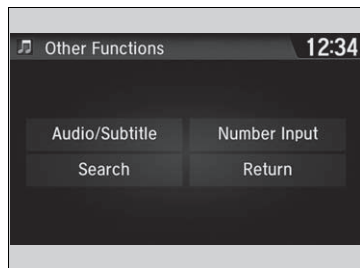 Other Functions 12:34
Audio/Subtitle Number Input
Search Return